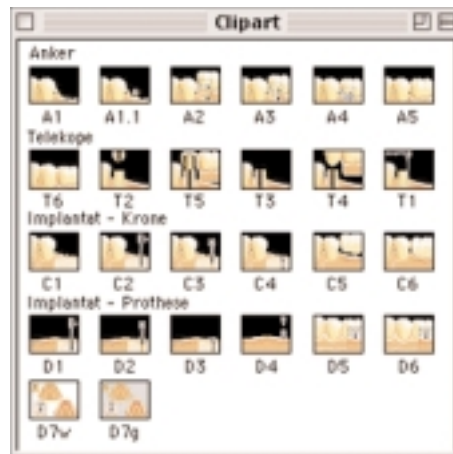 Clipart
Anker
A1 A1.1 A2 A3 A4 A5
Telekope
T6 T2 T5 T3 T4 T1
Implantat - Krone
C1 C2 C3 C4 C5 C6
Implantat - Prothese
D1 D2 D3 D4 D5 D6
D7w D7g